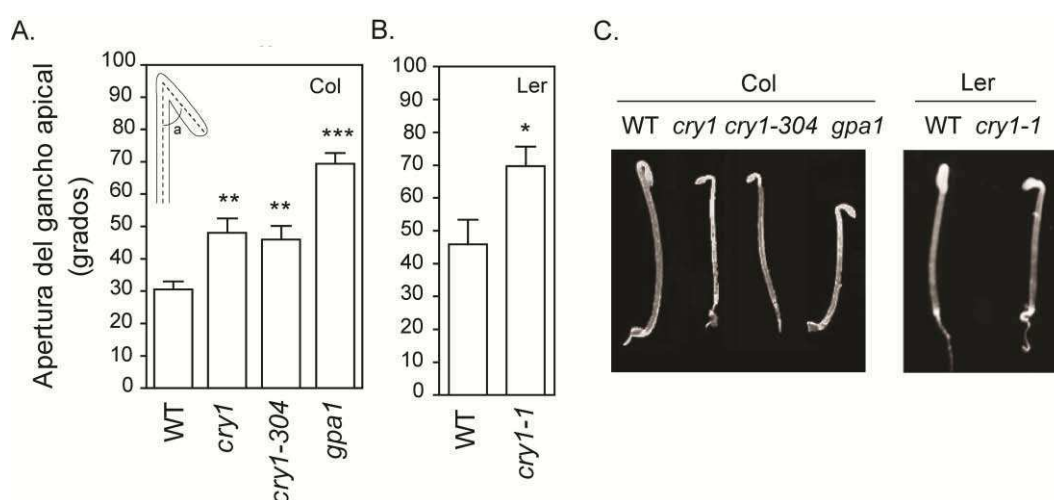 A.
Apertura del gancho apical
(grados)
100
90
80
70
60
50
40
30
20
10
0
Col
a
**
**
***
WT
cry1
cry1-304
gpa1
B.
100
90
80
70
60
50
40
30
20
10
0
Ler
*
WT
cry1-1
C.
Col
WT cry1 cry1-304 gpa1
Ler
WT cry1-1